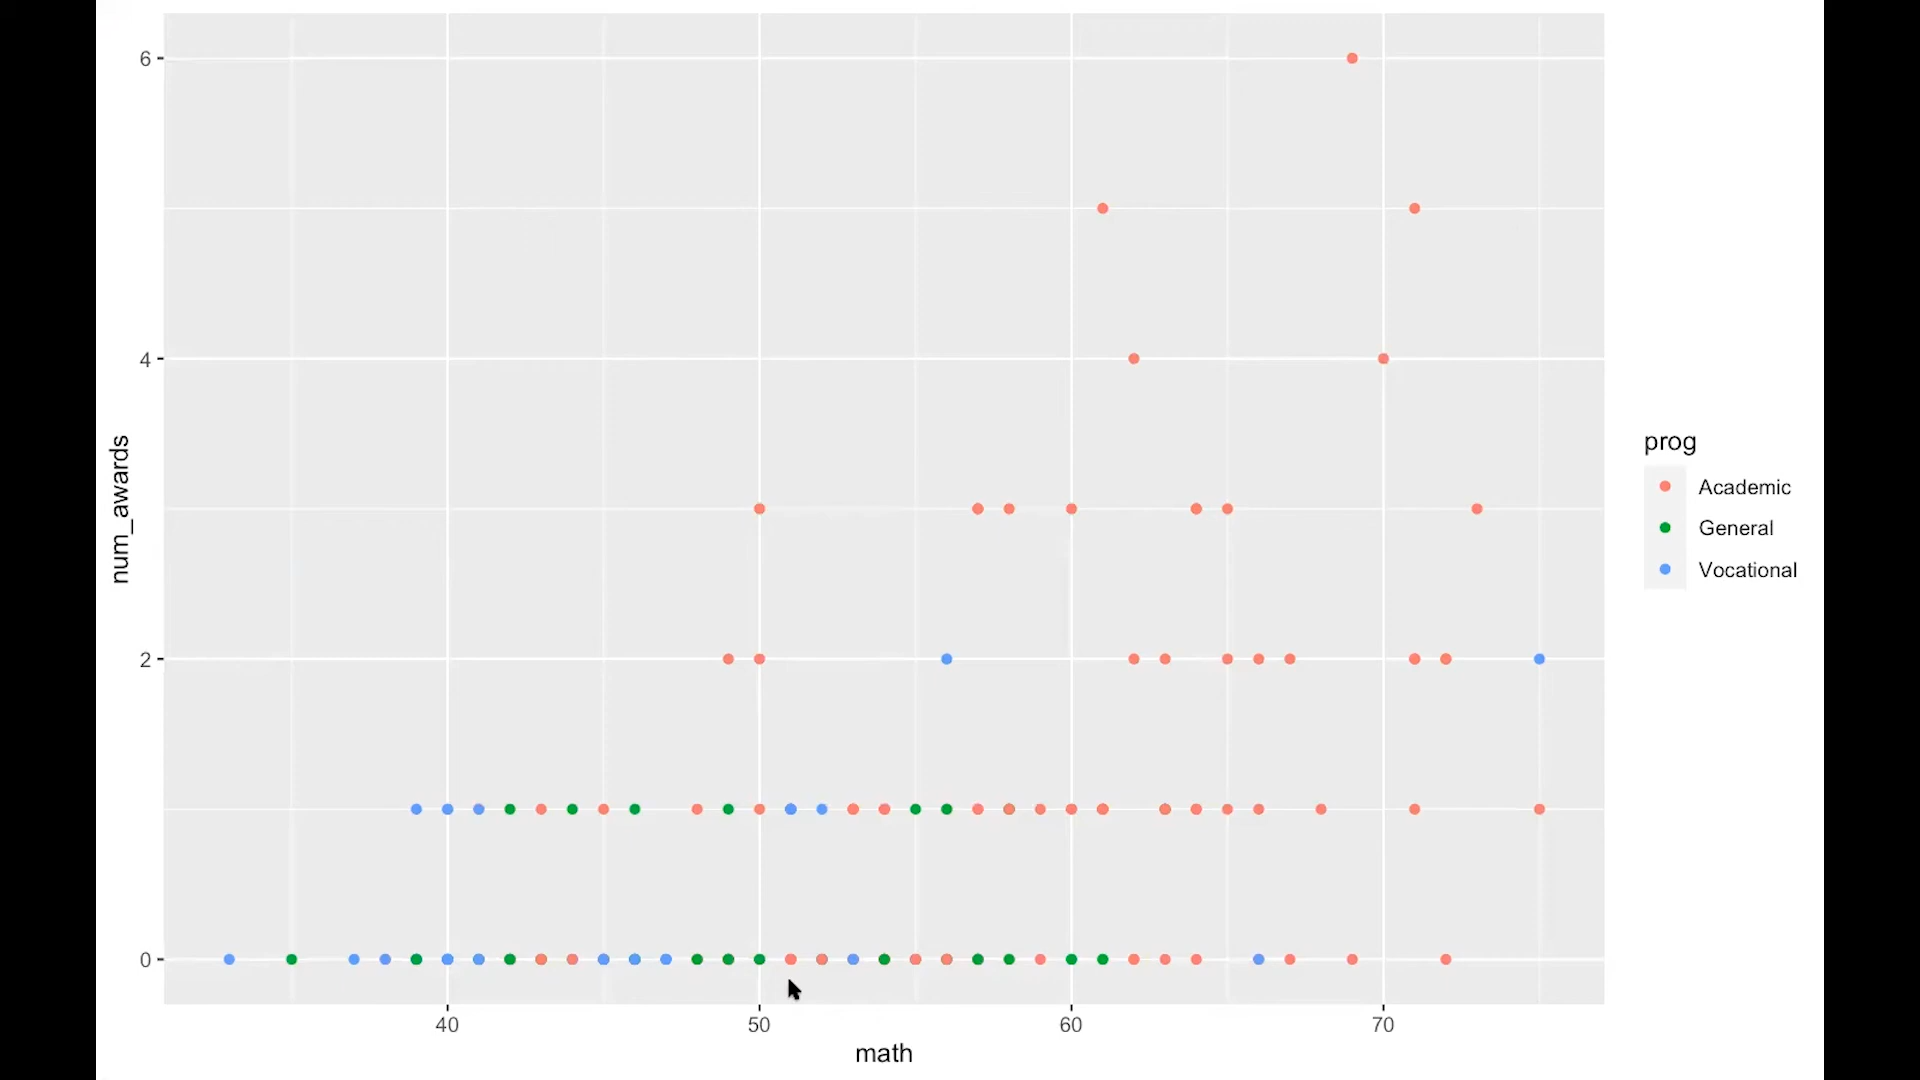 6
4
2
0
num_awards
40 50 60 70
math
prog
Academic
General
Vocational